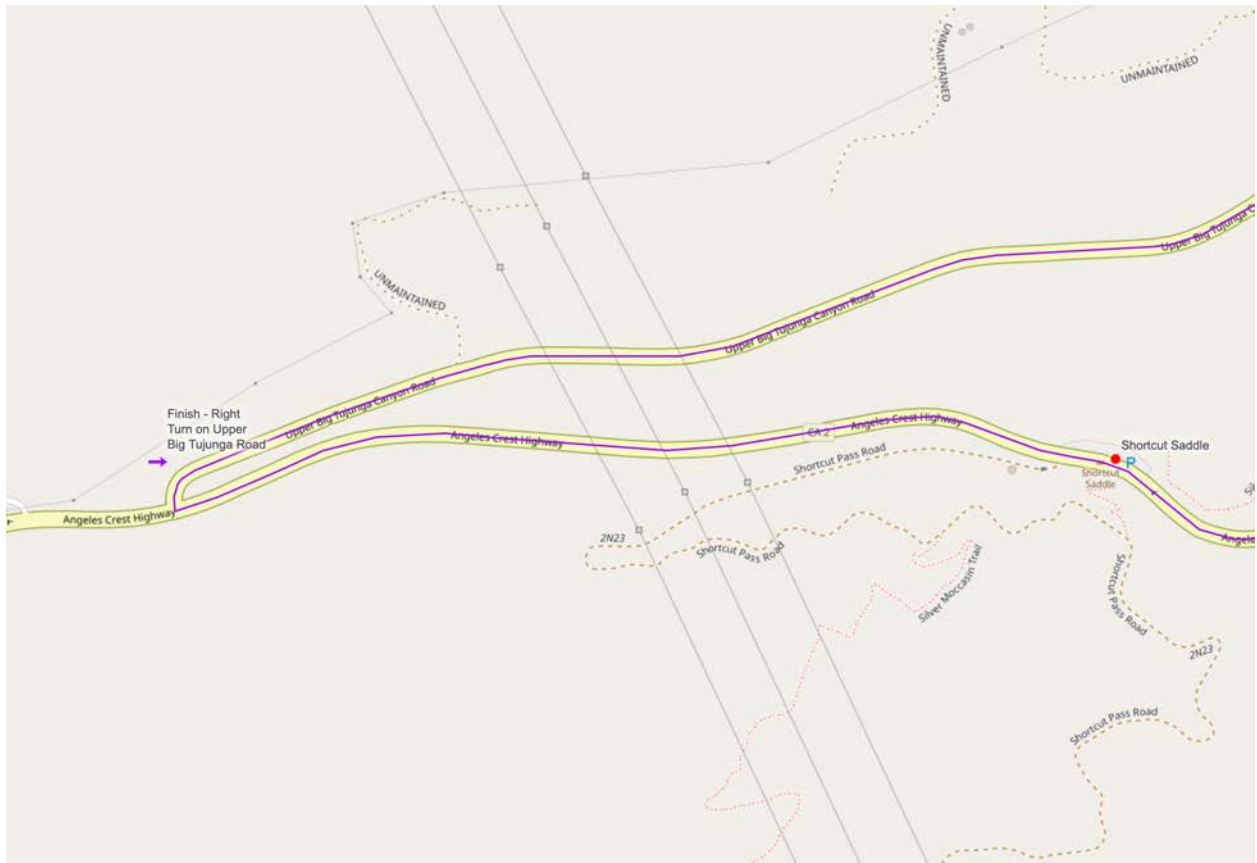 UNMAINTAINED
UNMAINTAINED
UNMAINTAINED
Upper Big Tujunga C
Upper Big Tujunga Canyon Road
Upper Big Tujunga Canyon Road
Finish - Right
Turn on Upper
Big Tujunga Road
Angeles Crest Highway
CA 2
Angeles Crest Highway
Shortcut Saddle
P
Shortcut
Saddle
Shortcut Pass Road
Angeles Crest Highway
Angele
2N23
Shortcut Pass Road
Silver Moccasin Trail
Shortcut Pass Road
2N23
Shortcut Pass Road